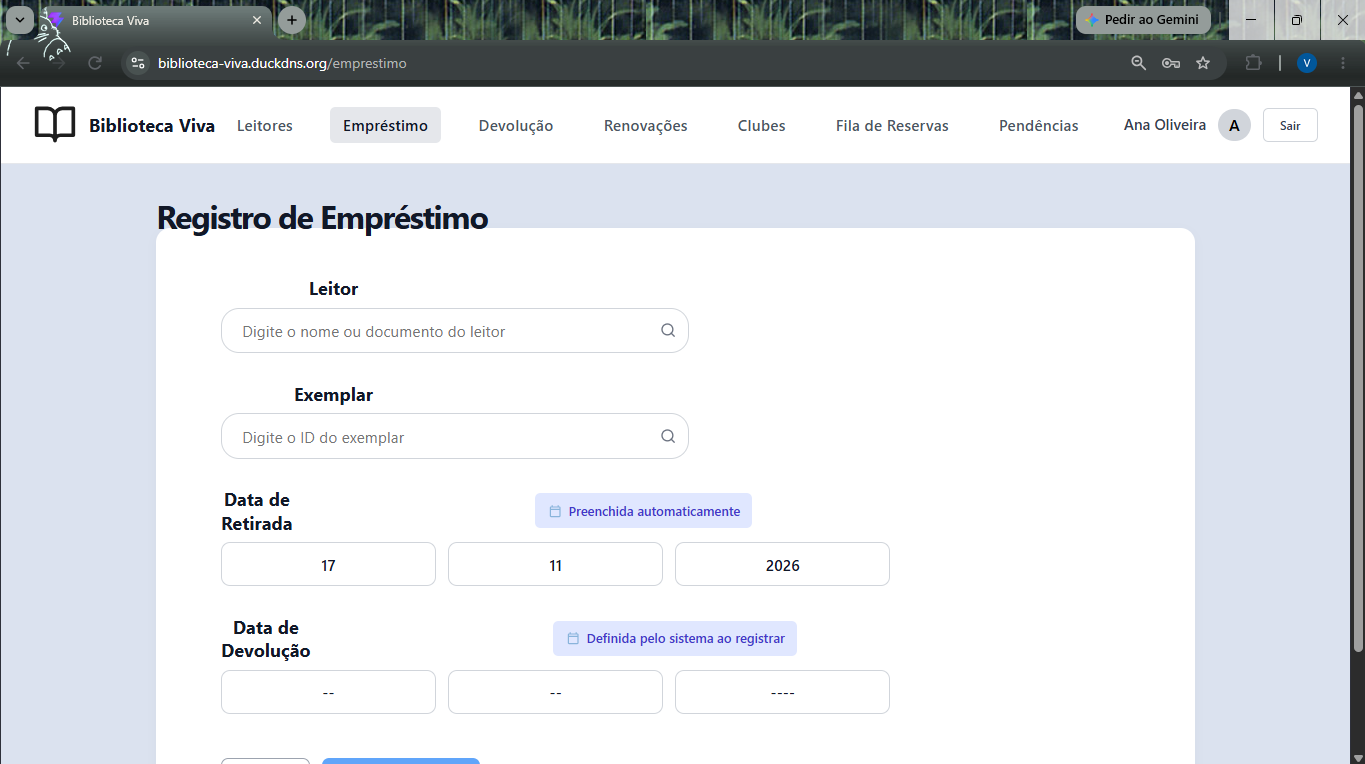 Biblioteca Viva
Pedir ao Gemini
biblioteca-viva.duckdns.org/emprestimo
V
Biblioteca Viva
Leitores
Empréstimo
Devolução
Renovações
Clubes
Fila de Reservas
Pendências
Ana Oliveira
A
Sair
Registro de Empréstimo
Leitor
Digite o nome ou documento do leitor
Exemplar
Digite o ID do exemplar
Data de
Retirada
Preenchida automaticamente
17
11
2026
Data de
Devolução
Definida pelo sistema ao registrar
--
--
----